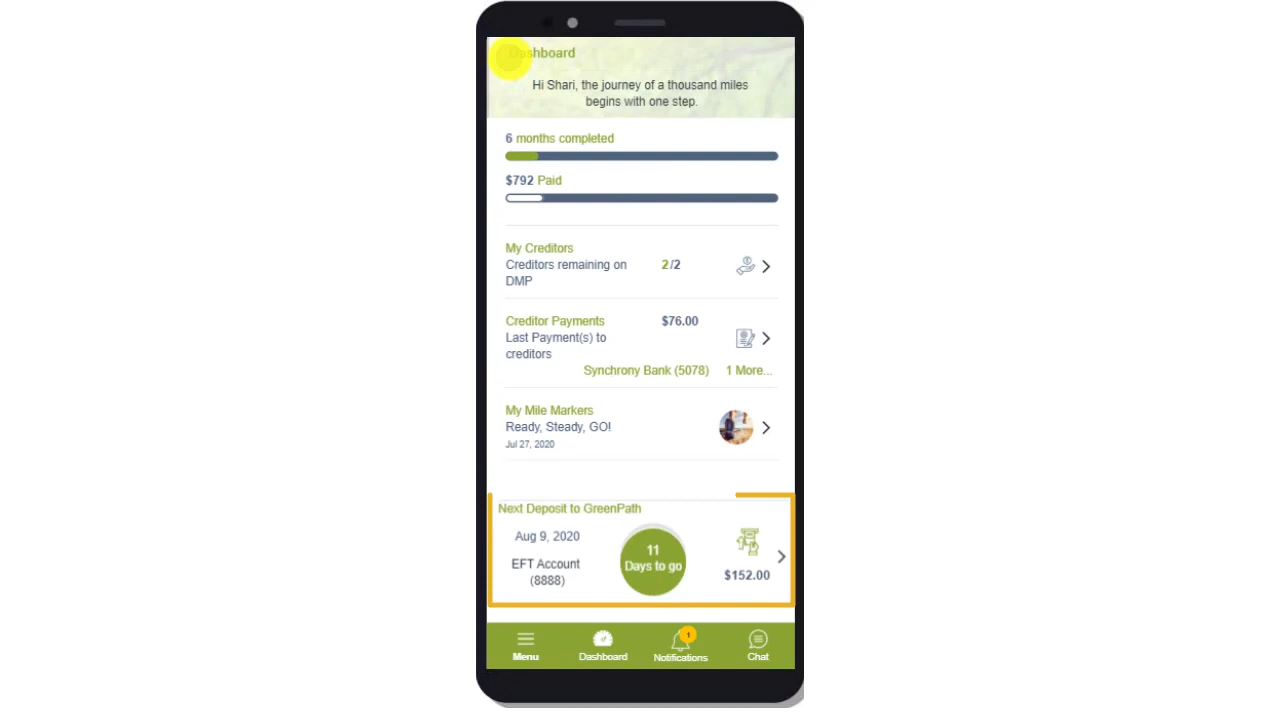 Dashboard
Hi Shari, the journey of a thousand miles
begins with one step.
6 months completed
$792 Paid
My Creditors
Creditors remaining on
DMP
2/2
Creditor Payments
$76.00
Last Payment(s) to
creditors
Synchrony Bank (5078) 1 More...
My Mile Markers
Ready, Steady, GO!
Jul 27, 2020
Next Deposit to GreenPath
Aug 9, 2020
EFT Account
(8888)
11
Days to go
$152.00
1
Menu Dashboard Notifications Chat